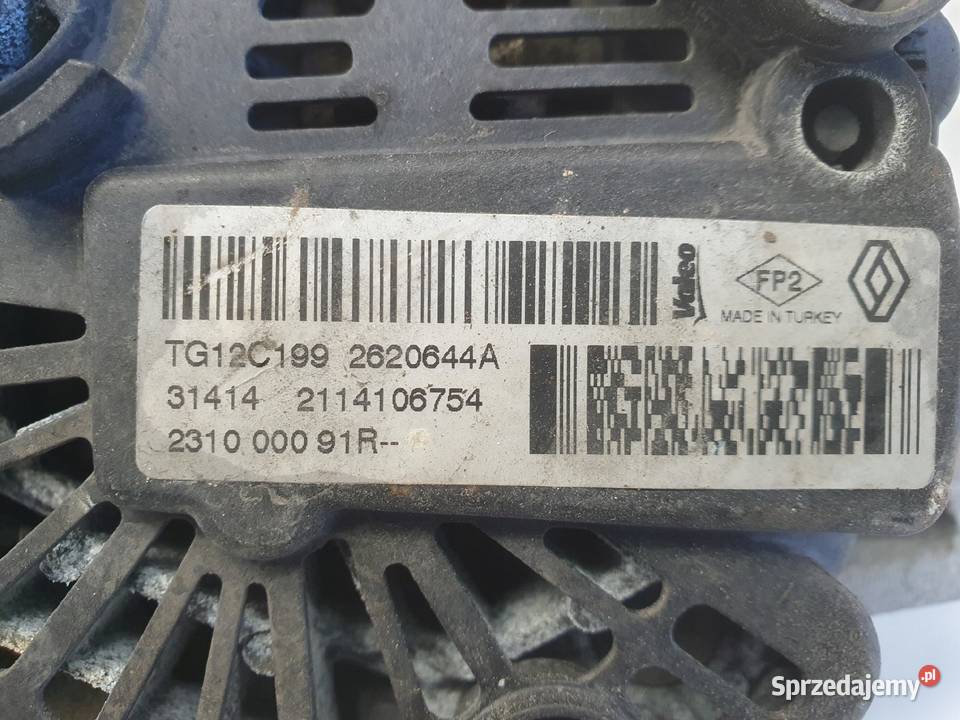 Valeo
FP2
MADE IN TURKEY
TG12C199 2620644A
31414 2114106754
2310 000 91R--
Sprzedajemy.pl